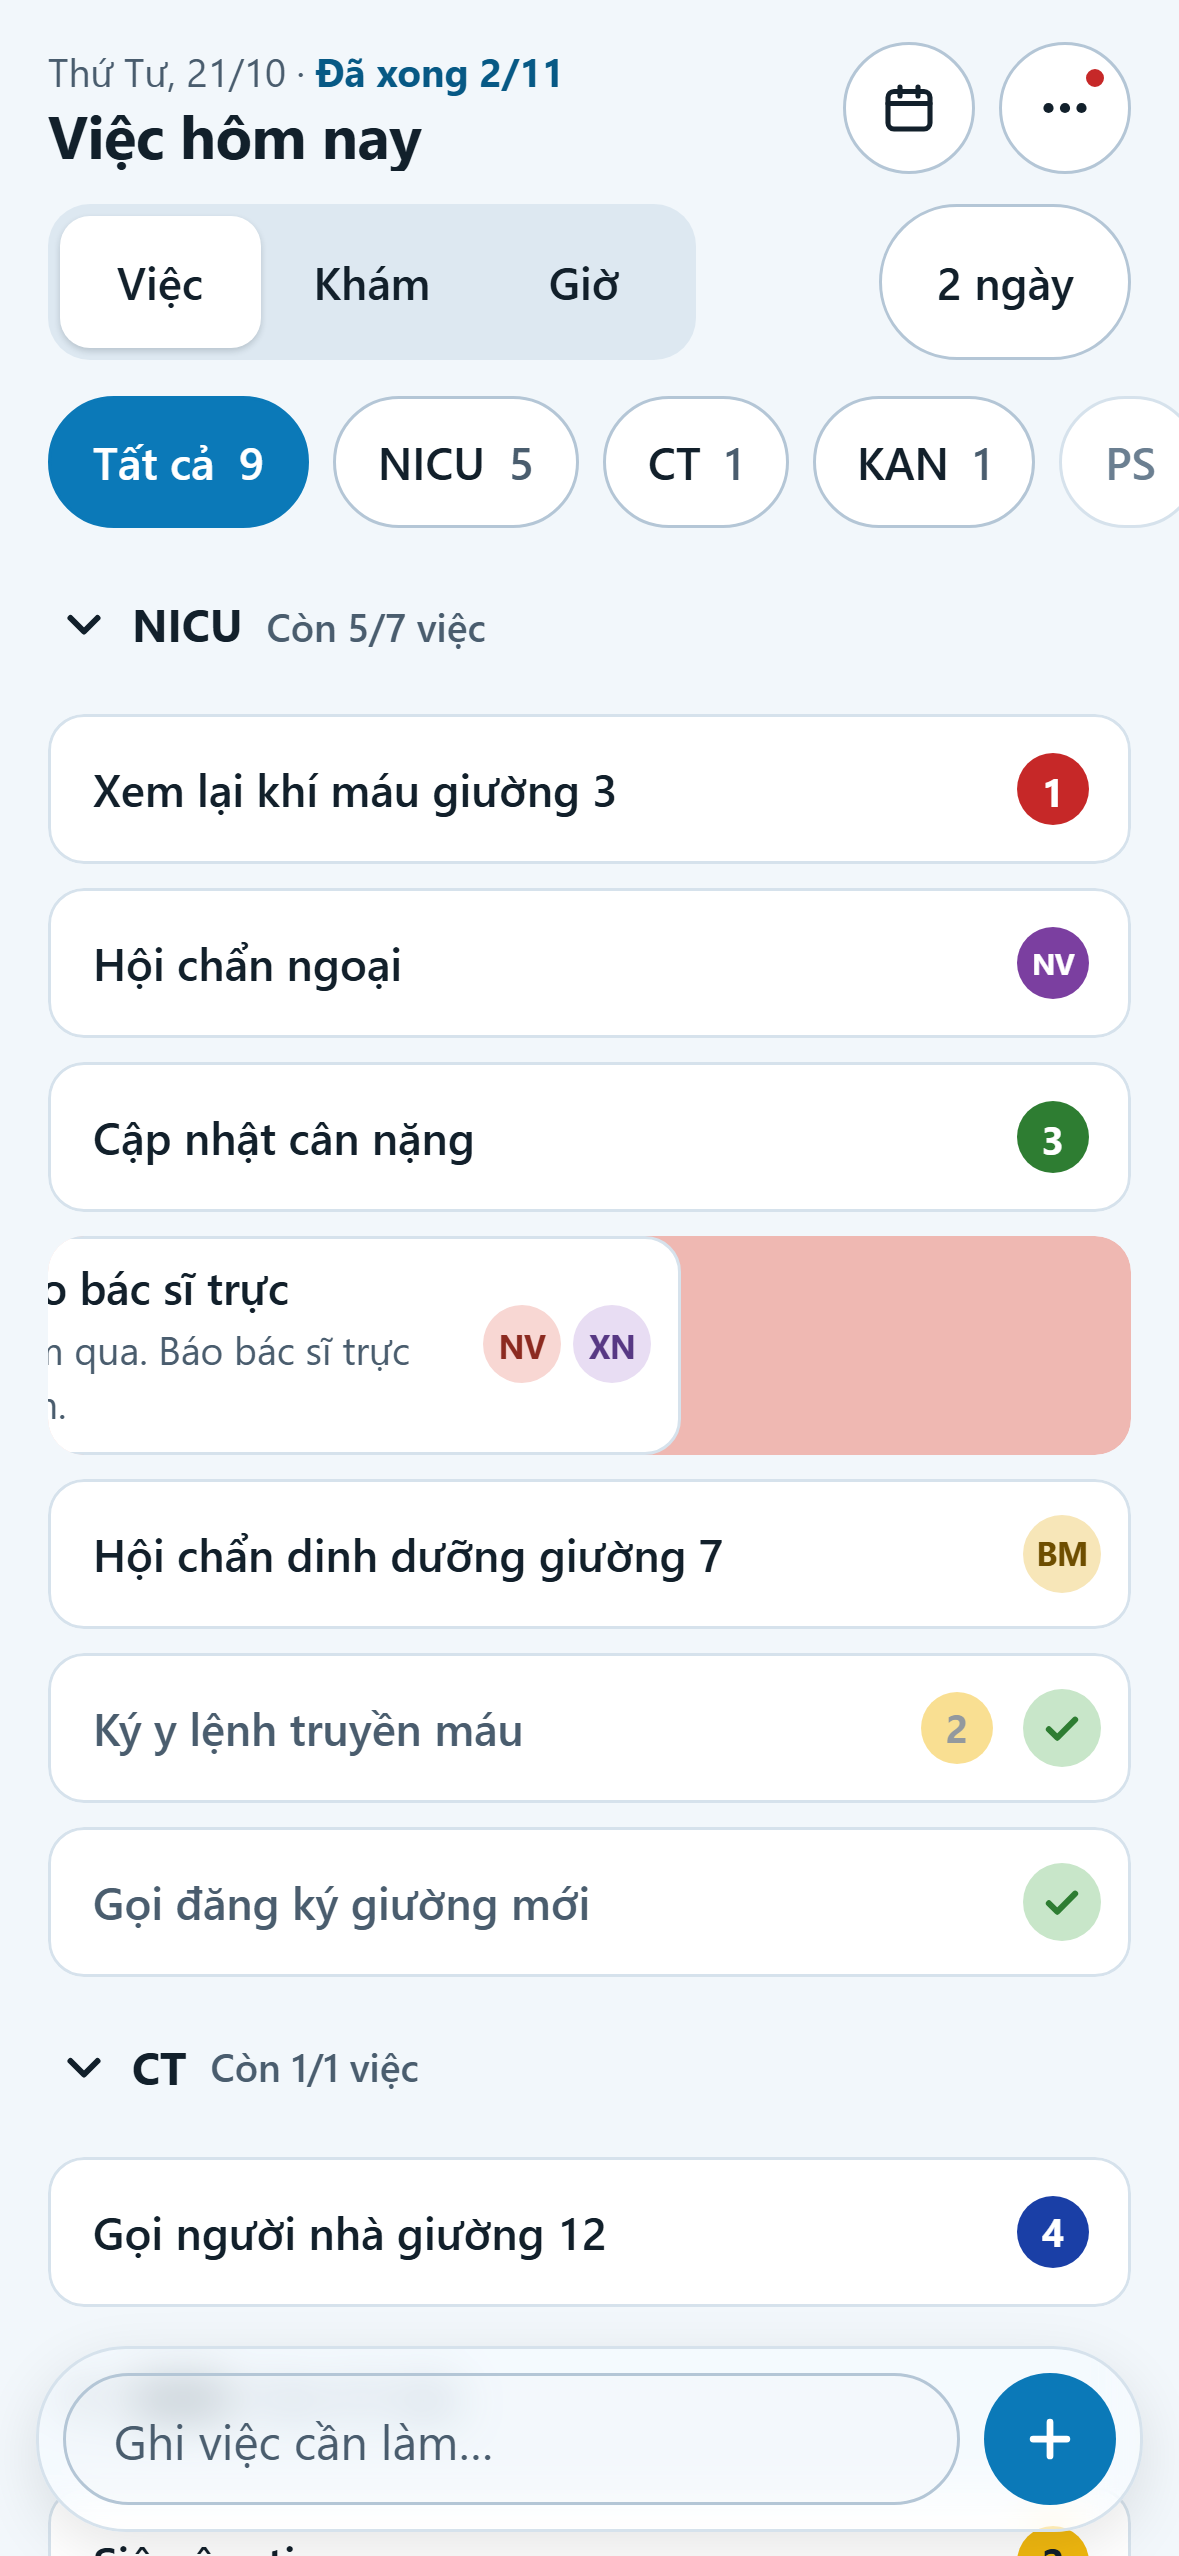 Thứ Tư, 21/10 · Đã xong 2/11
Việc hôm nay
Việc Khám Giờ 2 ngày
Tất cả 9 NICU 5 CT 1 KAN 1 PS
NICU Còn 5/7 việc
Xem lại khí máu giường 3 1
Hội chẩn ngoại NV
Cập nhật cân nặng 3
bác sĩ trực
qua. Báo bác sĩ trực
NV XN
Hội chẩn dinh dưỡng giường 7 BM
Ký y lệnh truyền máu 2
Gọi đăng ký giường mới
CT Còn 1/1 việc
Gọi người nhà giường 12 4
Ghi việc cần làm...